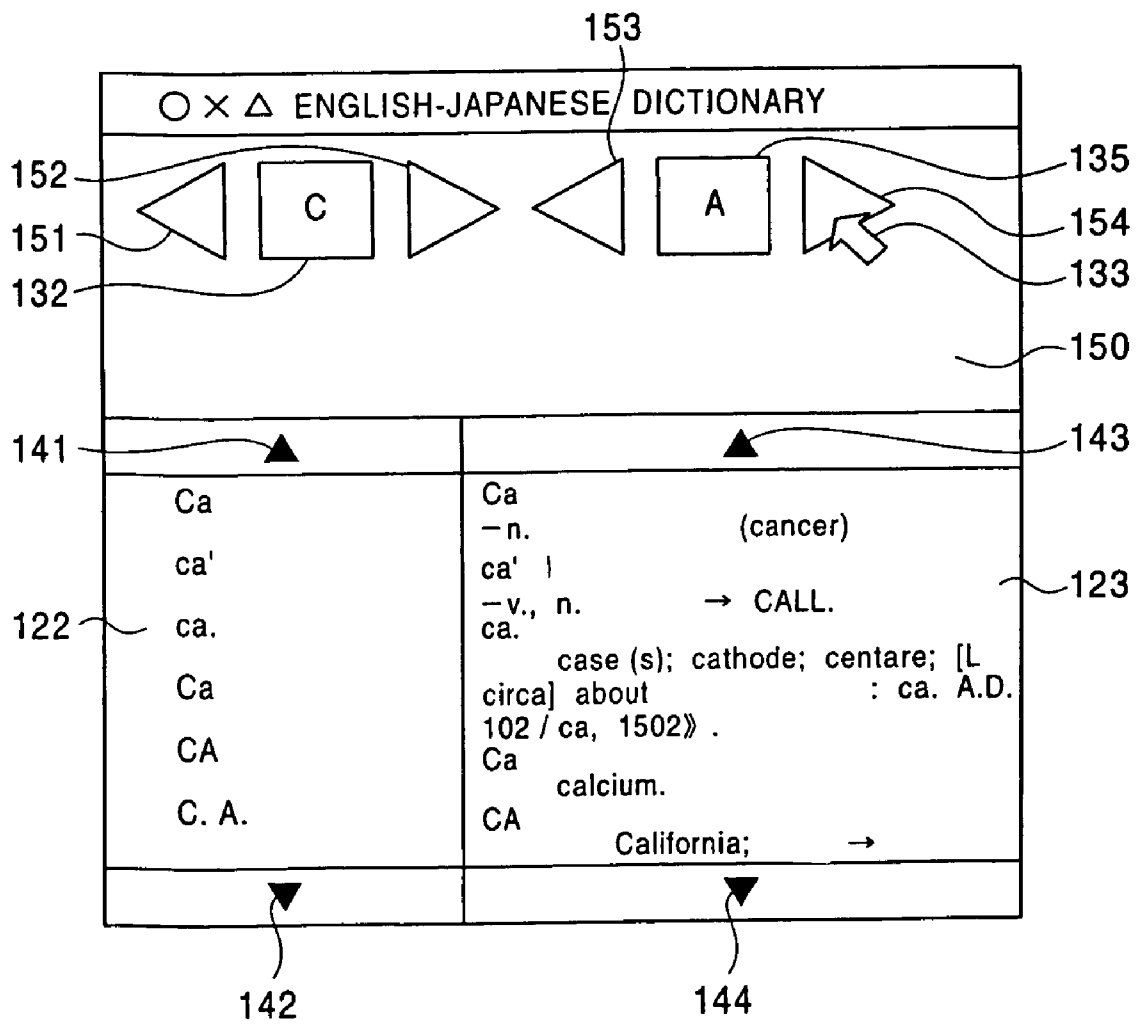 153
○ × △ ENGLISH-JAPANESE DICTIONARY
152
C
A
135
151
154
132
133
150
141
143
Ca
ca'
ca.
Ca
CA
C. A.
Ca
—n. (cancer)
ca'
—v., n. → CALL.
ca.
case (s); cathode; centare; [L
circa] about : ca. A.D.
102 / ca, 1502》 .
Ca
calcium.
CA
California; →
122
123
142
144